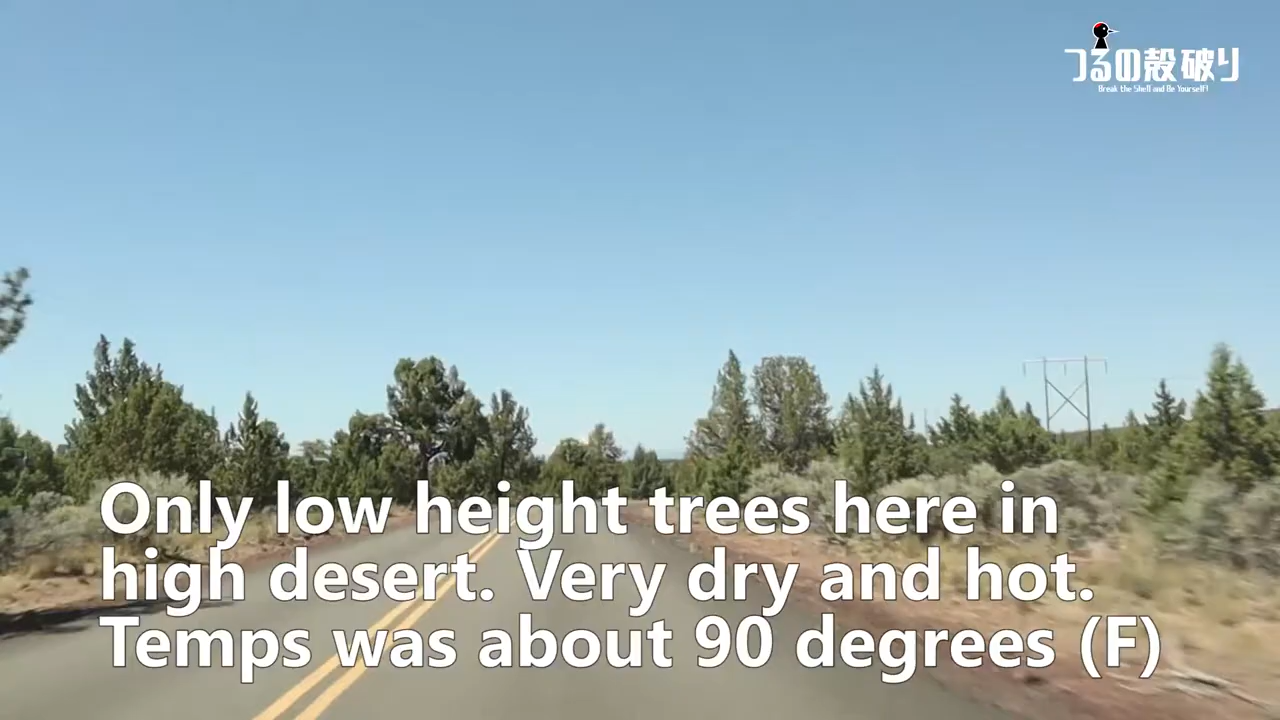 つるの殻破り
Break the Shell and Be Yourself!
Only low height trees here in
high desert. Very dry and hot.
Temps was about 90 degrees (F)